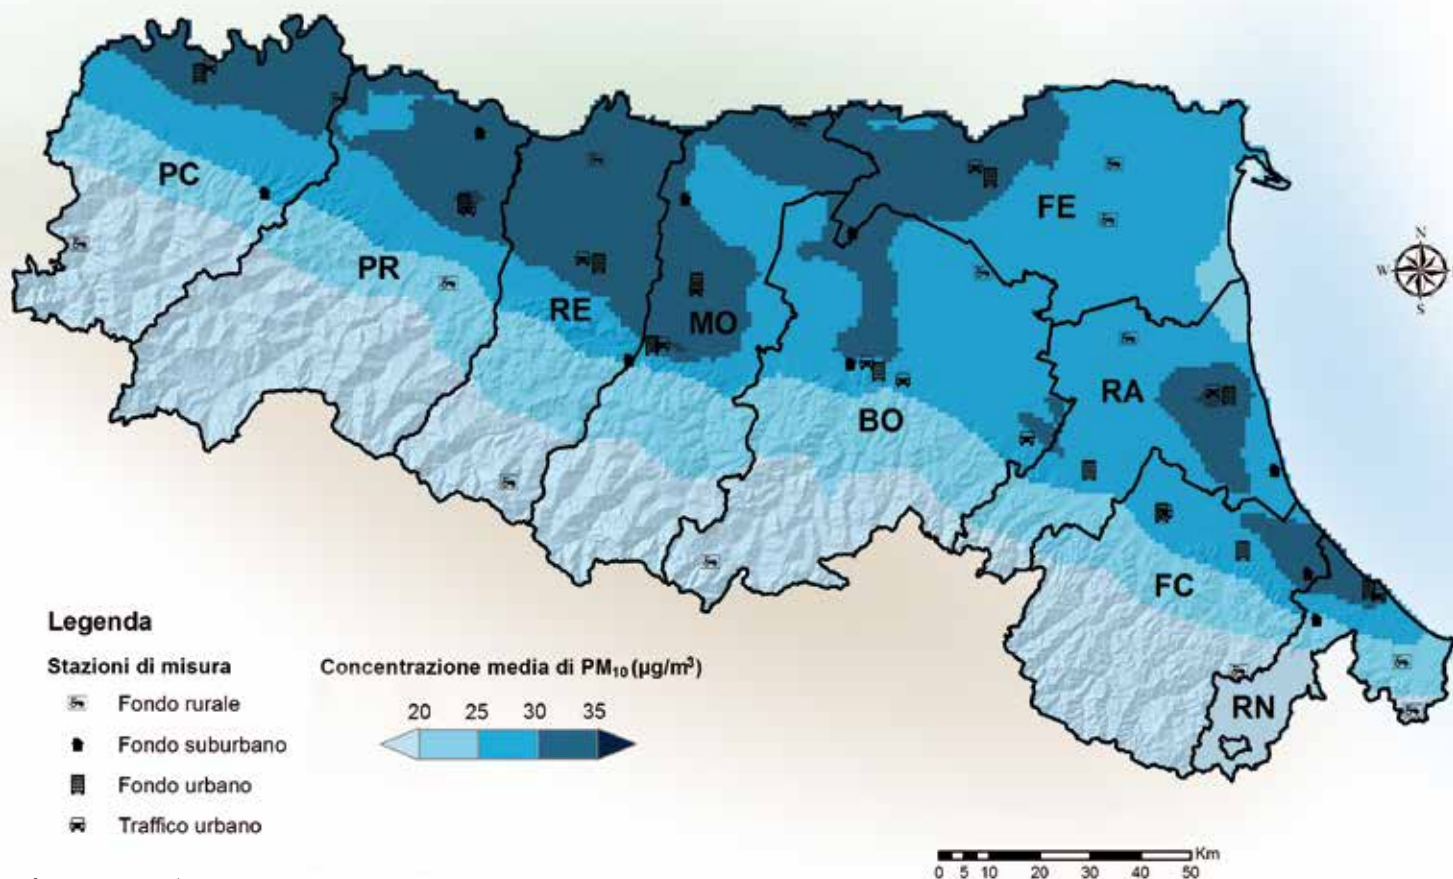 PC
PR
RE
MO
BO
FE
RA
FC
RN
N
W
S
Legenda
Stazioni di misura
Fondo rurale
Fondo suburbano
Fondo urbano
Traffico urbano
Concentrazione media di PM₁₀ (µg/m³)
20 25 30 35
Km
0 5 10 20 30 40 50